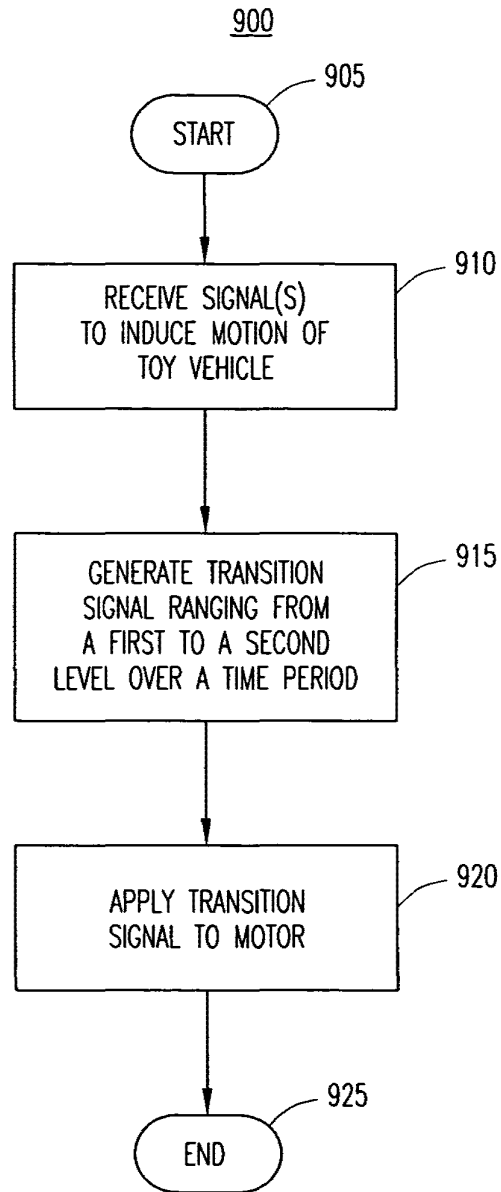 900
905
START
910
RECEIVE SIGNAL(S)
TO INDUCE MOTION OF
TOY VEHICLE
915
GENERATE TRANSITION
SIGNAL RANGING FROM
A FIRST TO A SECOND
LEVEL OVER A TIME PERIOD
920
APPLY TRANSITION
SIGNAL TO MOTOR
925
END